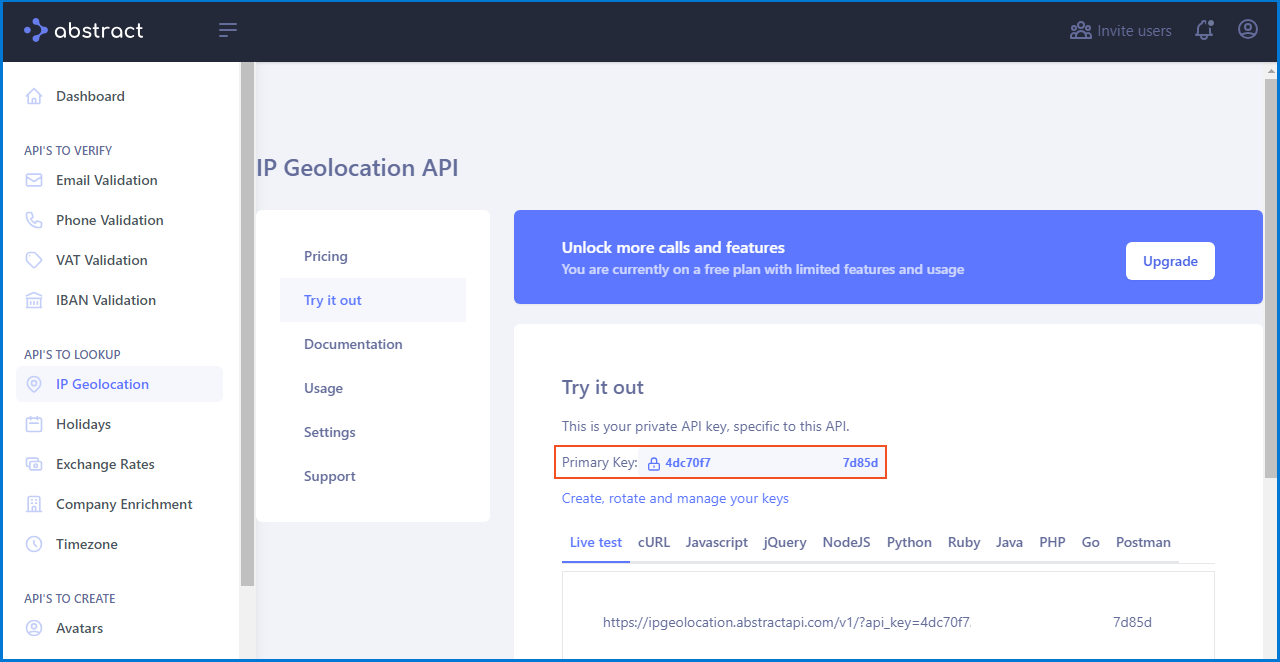 abstract
Invite users
Dashboard
API'S TO VERIFY
Email Validation
Phone Validation
VAT Validation
IBAN Validation
API'S TO LOOKUP
IP Geolocation
Holidays
Exchange Rates
Company Enrichment
Timezone
API'S TO CREATE
Avatars
IP Geolocation API
Pricing
Try it out
Documentation
Usage
Settings
Support
Unlock more calls and features
You are currently on a free plan with limited features and usage
Upgrade
Try it out
This is your private API key, specific to this API.
Primary Key: 4dc70f7 7d85d
Create, rotate and manage your keys
Live test cURL Javascript jQuery NodeJS Python Ruby Java PHP Go Postman
https://ipgeolocation.abstractapi.com/v1/?api_key=4dc70f7 7d85d